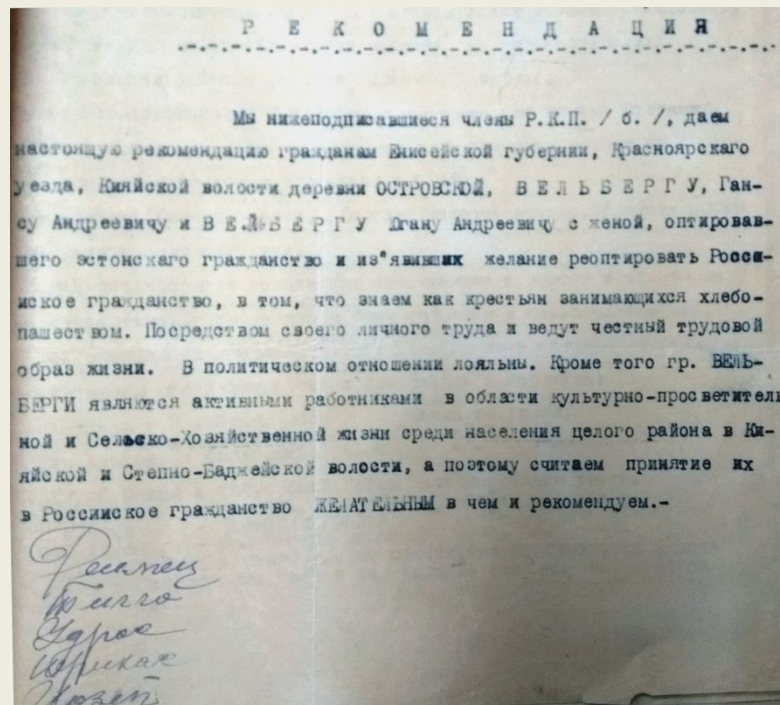 Р Е К О М Е Н Д А Ц И Я
Мы нижеподписавшиеся члены Р.К.П. / б. /, даем
настоящую рекомендацию гражданам Енисейской губернии, Красноярскаго
уезда, Кияйской волости деревни ОСТРОВСКОЙ, В Е Л Ь Б Е Р Г У, Ган-
су Андреевичу и В Е Л Ь Б Е Р Г У Югану Андреевичу с женой, оптировав-
шего эстонскаго гражданство и из"явивших желание реоптировать Росси-
иское гражданство, в том, что знаем как крестьян занимающихся хлебо-
пашеством. Посредством своего личного труда и ведут честный трудовой
образ жизни. В политическом отношении лояльны. Кроме того гр. ВЕЛЬ-
БЕРГИ являются активными работниками в области культурно-просветитель
ной и Сельско-Хозяйственной жизни среди населения целого района в Ки-
яйской и Степно-Баджейской волости, а поэтому считаем принятие их
в Россииское гражданство ЖЕЛАТЕЛЬНЫМ в чем и рекомендуем.-